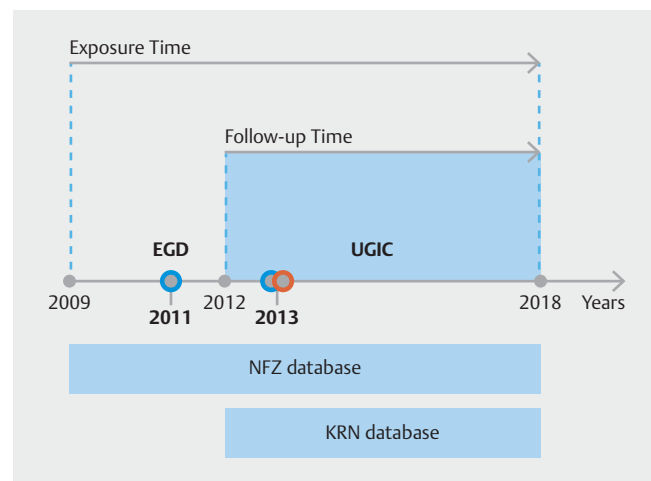 Exposure Time
Follow-up Time
EGD
UGIC
2009
2011
2012
2013
2018
Years
NFZ database
KRN database